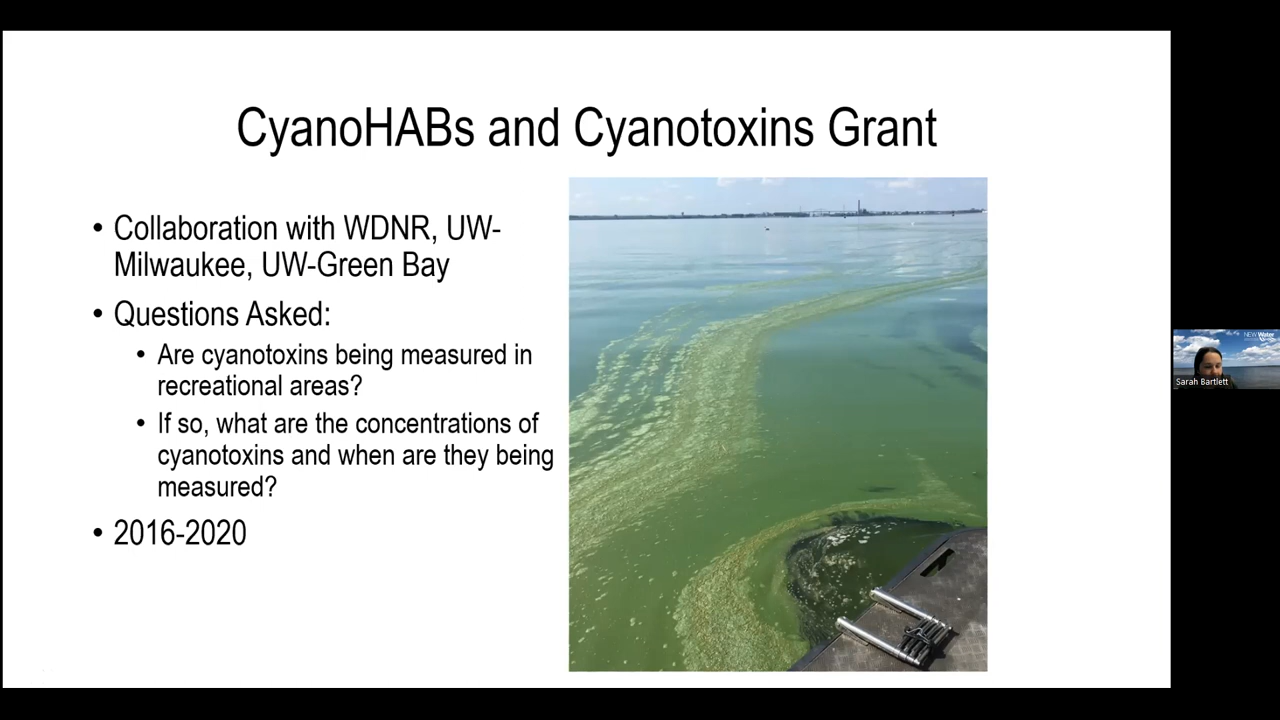 CyanoHABs and Cyanotoxins Grant
• Collaboration with WDNR, UW-
Milwaukee, UW-Green Bay
• Questions Asked:
• Are cyanotoxins being measured in
recreational areas?
• If so, what are the concentrations of
cyanotoxins and when are they being
measured?
• 2016-2020
NEW Water
Sarah Bartlett